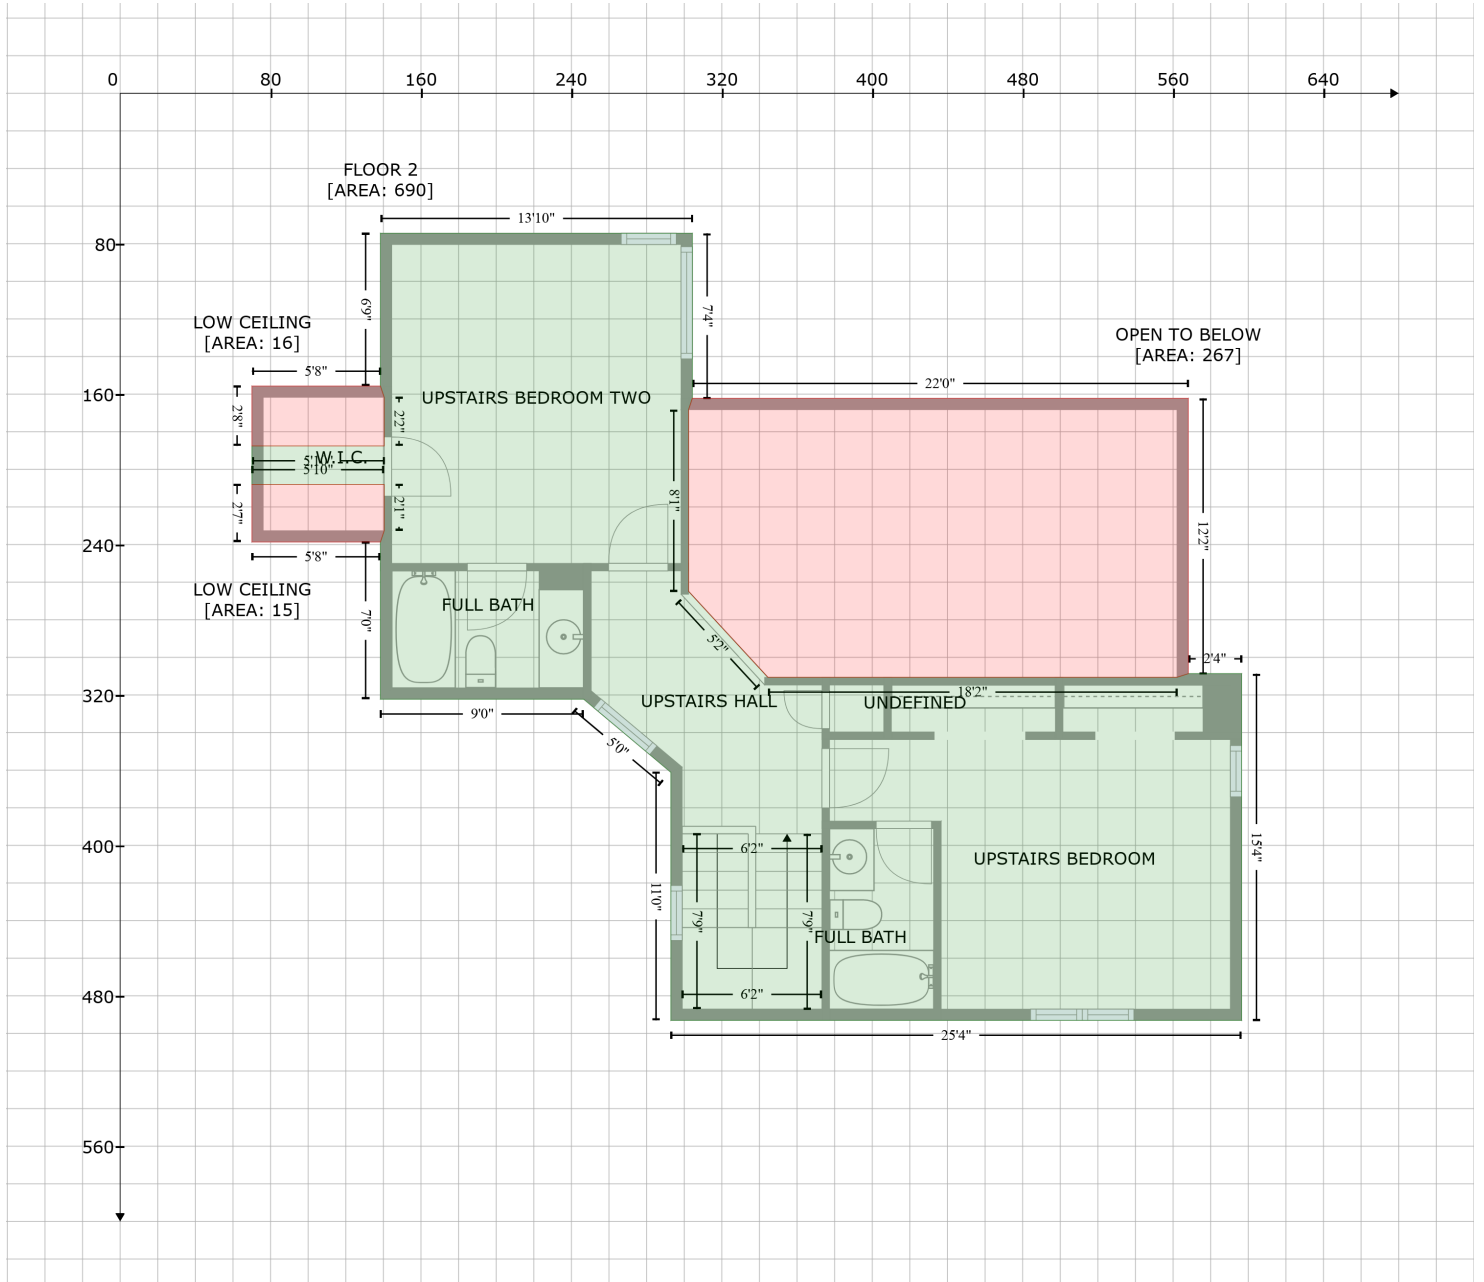 0
80
160
240
320
400
480
560
640
FLOOR 2
[AREA: 690]
13'10"
80
6'9"
7'4"
LOW CEILING
[AREA: 16]
OPEN TO BELOW
[AREA: 267]
5'8"
22'0"
160
UPSTAIRS BEDROOM TWO
2'8"
2'2"
W.I.C.
5'10"
8'1"
2'7"
2'1"
12'2"
240
5'8"
LOW CEILING
[AREA: 15]
FULL BATH
7'0"
5'2"
2'4"
320
UPSTAIRS HALL
18'2"
UNDEFINED
9'0"
5'0"
400
6'2"
UPSTAIRS BEDROOM
15'4"
11'0"
7'9"
7'9"
FULL BATH
480
6'2"
25'4"
560